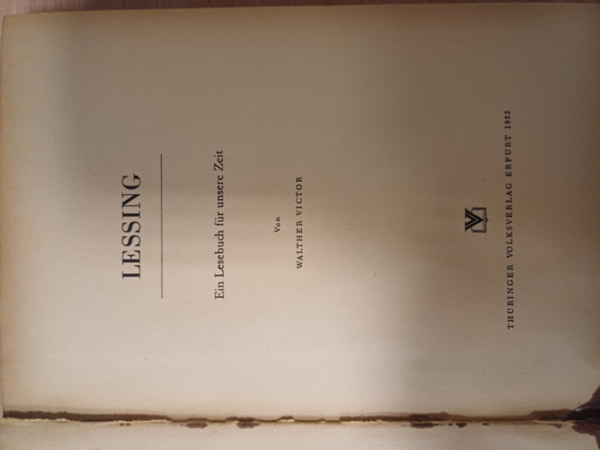 LESSING
Ein Lesebuch für unsere Zeit
Von
WALTHER VICTOR
THÜRINGER VOLKSVERLAG ERFURT 1952